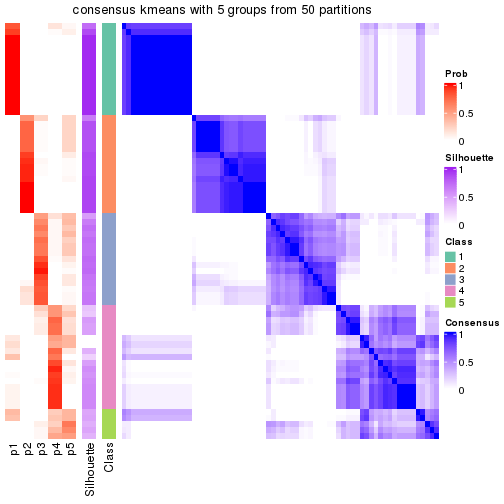 consensus kmeans with 5 groups from 50 partitions
Prob
1
0.5
0
Silhouette
1
0.5
0
Class
1
2
3
4
5
Consensus
1
0.5
0
p1
p2
p3
p4
p5
Silhouette
Class